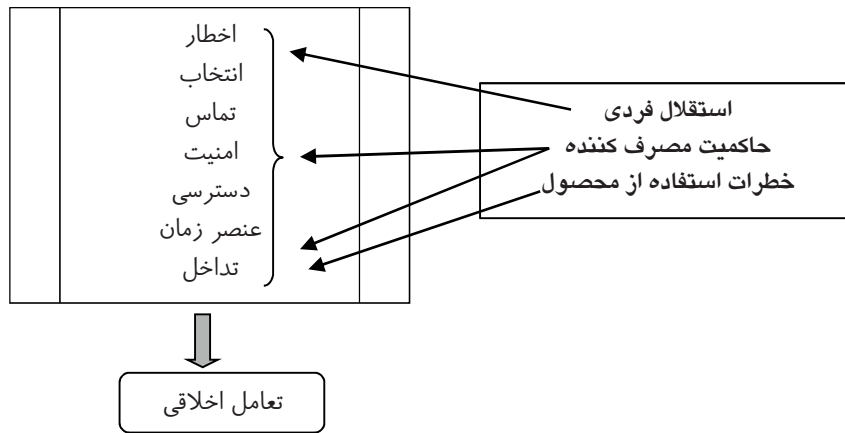 اخطار
انتخاب
تماس
امنیت
دسترسی
عنصر زمان
تداخل
استقلال فردی
حاکمیت مصرف کننده
خطرات استفاده از محصول
تعامل اخلاقی